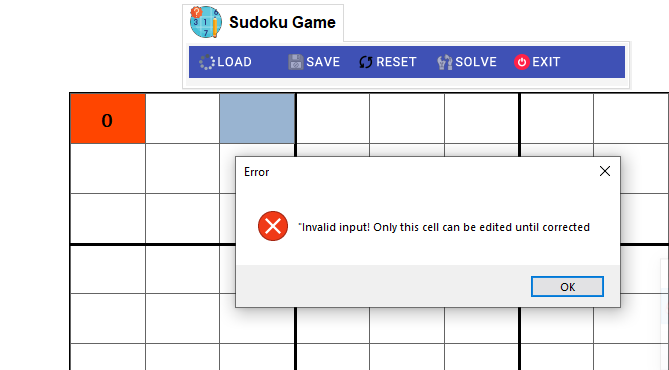 Sudoku Game
LOAD SAVE RESET SOLVE EXIT
0
Error
"Invalid input! Only this cell can be edited until corrected
OK